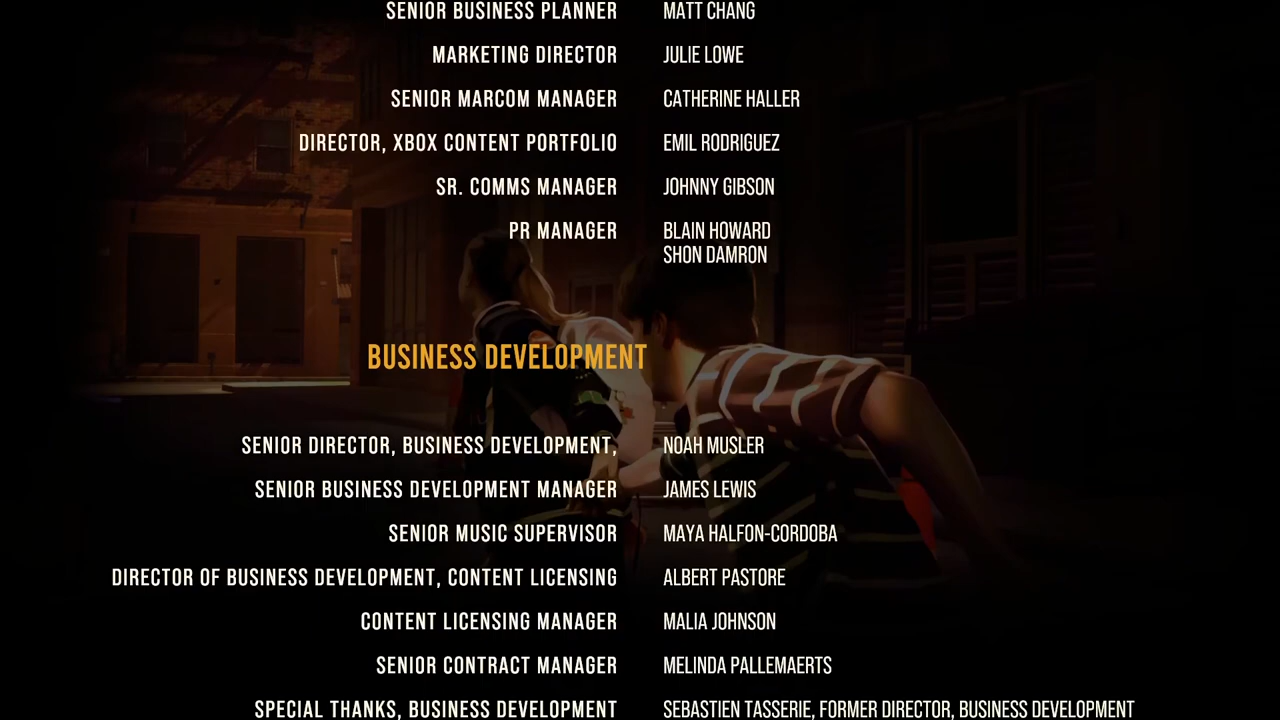 SENIOR BUSINESS PLANNER MATT CHANG
MARKETING DIRECTOR JULIE LOWE
SENIOR MARCOM MANAGER CATHERINE HALLER
DIRECTOR, XBOX CONTENT PORTFOLIO EMIL RODRIGUEZ
SR. COMMS MANAGER JOHNNY GIBSON
PR MANAGER BLAIN HOWARD
SHON DAMRON
BUSINESS DEVELOPMENT
SENIOR DIRECTOR, BUSINESS DEVELOPMENT, NOAH MUSLER
SENIOR BUSINESS DEVELOPMENT MANAGER JAMES LEWIS
SENIOR MUSIC SUPERVISOR MAYA HALFON-CORDOBA
DIRECTOR OF BUSINESS DEVELOPMENT, CONTENT LICENSING ALBERT PASTORE
CONTENT LICENSING MANAGER MALIA JOHNSON
SENIOR CONTRACT MANAGER MELINDA PALLEMAERTS
SPECIAL THANKS, BUSINESS DEVELOPMENT SEBASTIEN TASSERIE, FORMER DIRECTOR, BUSINESS DEVELOPMENT